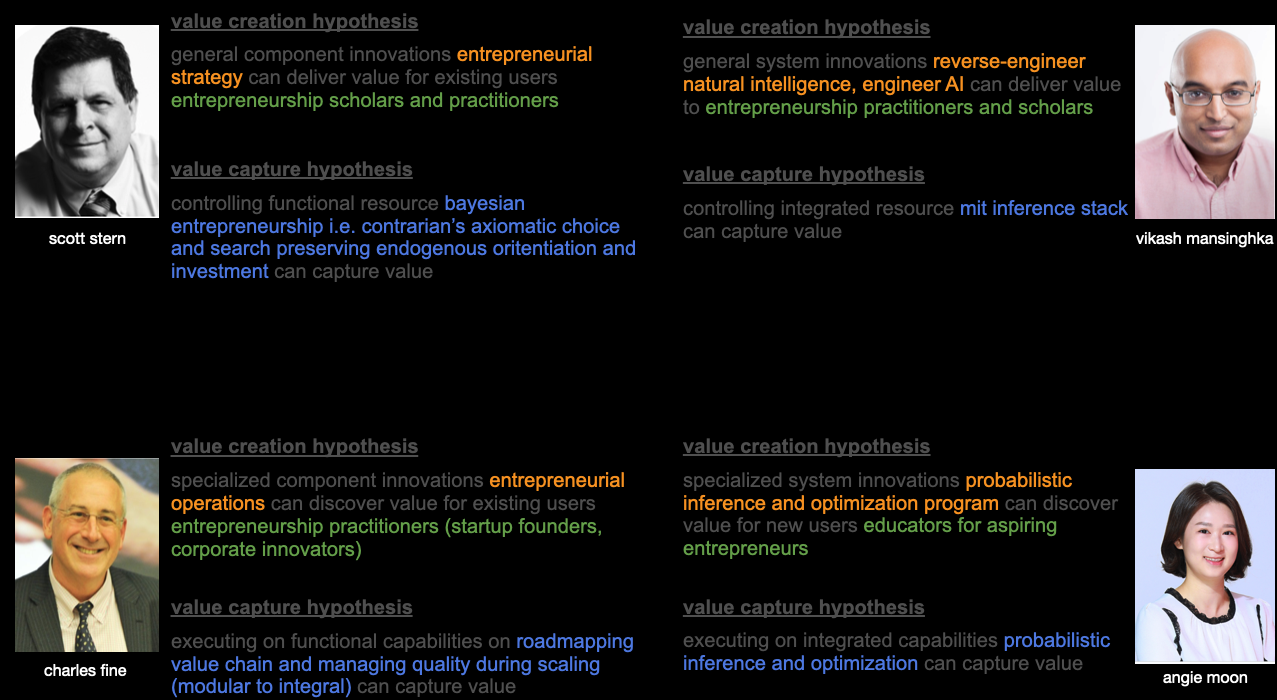 value creation hypothesis
general component innovations entrepreneurial
strategy can deliver value for existing users
entrepreneurship scholars and practitioners
value capture hypothesis
controlling functional resource bayesian
entrepreneurship i.e. contrarian’s axiomatic choice
and search preserving endogenous oritentiation and
investment can capture value
scott stern
value creation hypothesis
general system innovations reverse-engineer
natural intelligence, engineer AI can deliver value
to entrepreneurship practitioners and scholars
value capture hypothesis
controlling integrated resource mit inference stack
can capture value
vikash mansinghka
value creation hypothesis
specialized component innovations entrepreneurial
operations can discover value for existing users
entrepreneurship practitioners (startup founders,
corporate innovators)
value capture hypothesis
executing on functional capabilities on roadmapping
value chain and managing quality during scaling
(modular to integral) can capture value
charles fine
value creation hypothesis
specialized system innovations probabilistic
inference and optimization program can discover
value for new users educators for aspiring
entrepreneurs
value capture hypothesis
executing on integrated capabilities probabilistic
inference and optimization can capture value
angie moon